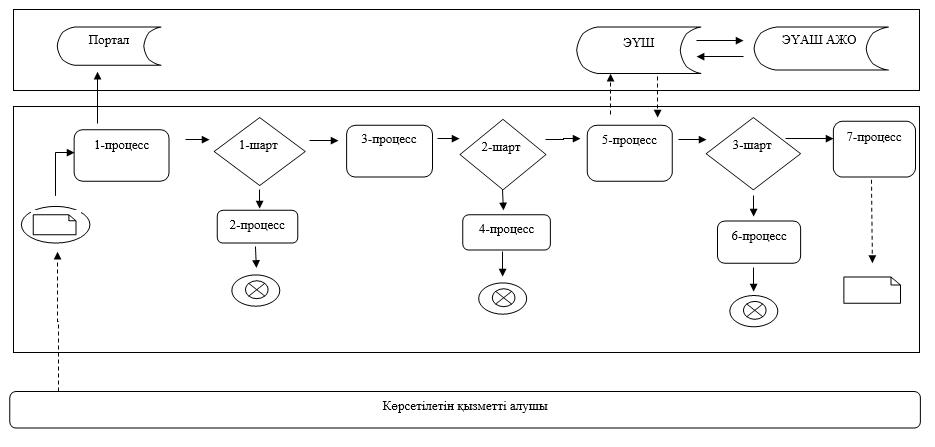 Портал
ЭҮШ
ЭҮАШ АЖО
1-процесс
1-шарт
3-процесс
2-шарт
5-процесс
3-шарт
7-процесс
2-процесс
4-процесс
6-процесс
Көрсетілетін қызметті алушы